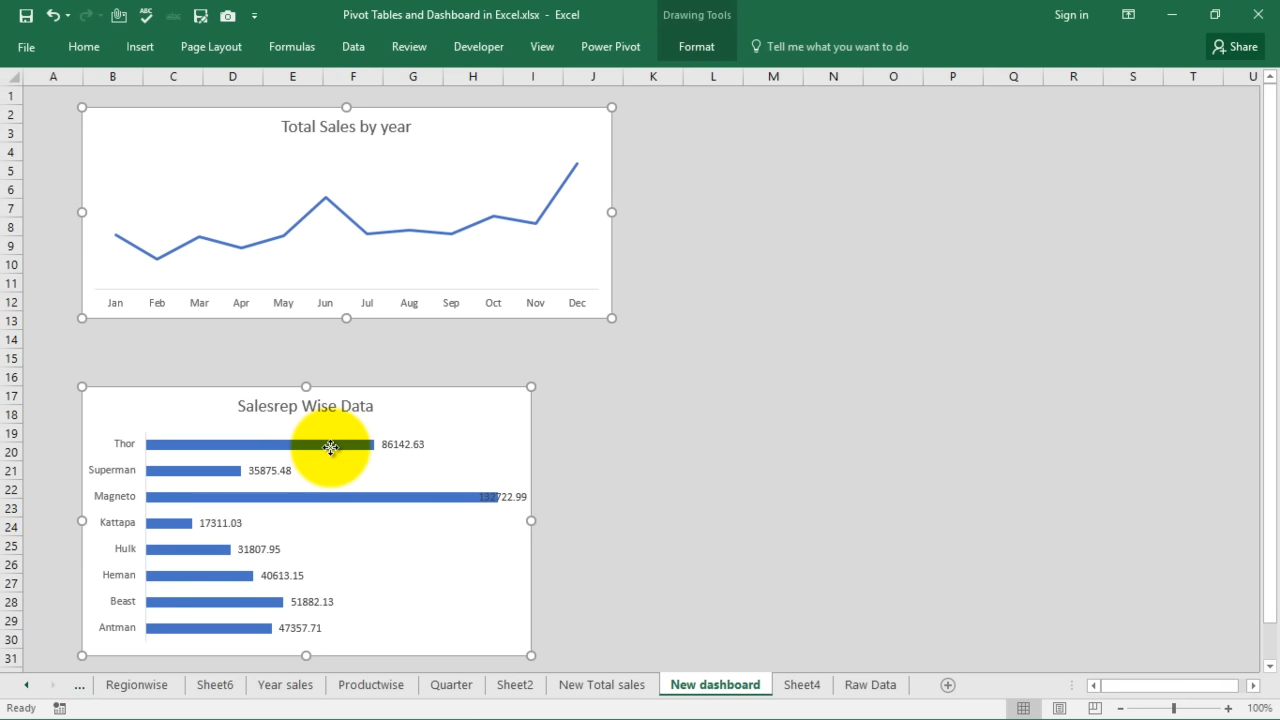 ABC
Pivot Tables and Dashboard in Excel.xlsx - Excel
Drawing Tools
Sign in
File Home Insert Page Layout Formulas Data Review Developer View Power Pivot Format Tell me what you want to do Share
A B C D E F G H I J K L M N O P Q R S T U
1
2
3
4
5
6
7
8
9
10
11
12
13
14
15
16
17
18
19
20
21
22
23
24
25
26
27
28
29
30
31
Total Sales by year
Jan Feb Mar Apr May Jun Jul Aug Sep Oct Nov Dec
Salesrep Wise Data
Thor 86142.63
Superman 35875.48
Magneto
Kattapa 17311.03
Hulk 31807.95
Heman 40613.15
Beast 51882.13
Antman 47357.71
... Regionwise Sheet6 Year sales Productwise Quarter Sheet2 New Total sales New dashboard Sheet4 Raw Data
Ready
100%